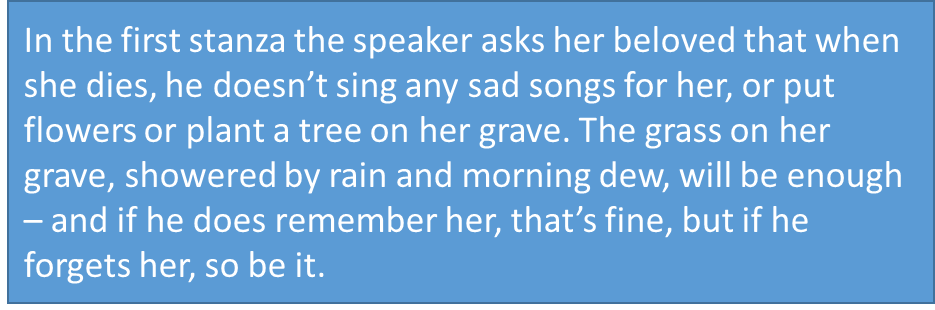 In the first stanza the speaker asks her beloved that when
she dies, he doesn’t sing any sad songs for her, or put
flowers or plant a tree on her grave. The grass on her
grave, showered by rain and morning dew, will be enough
– and if he does remember her, that’s fine, but if he
forgets her, so be it.